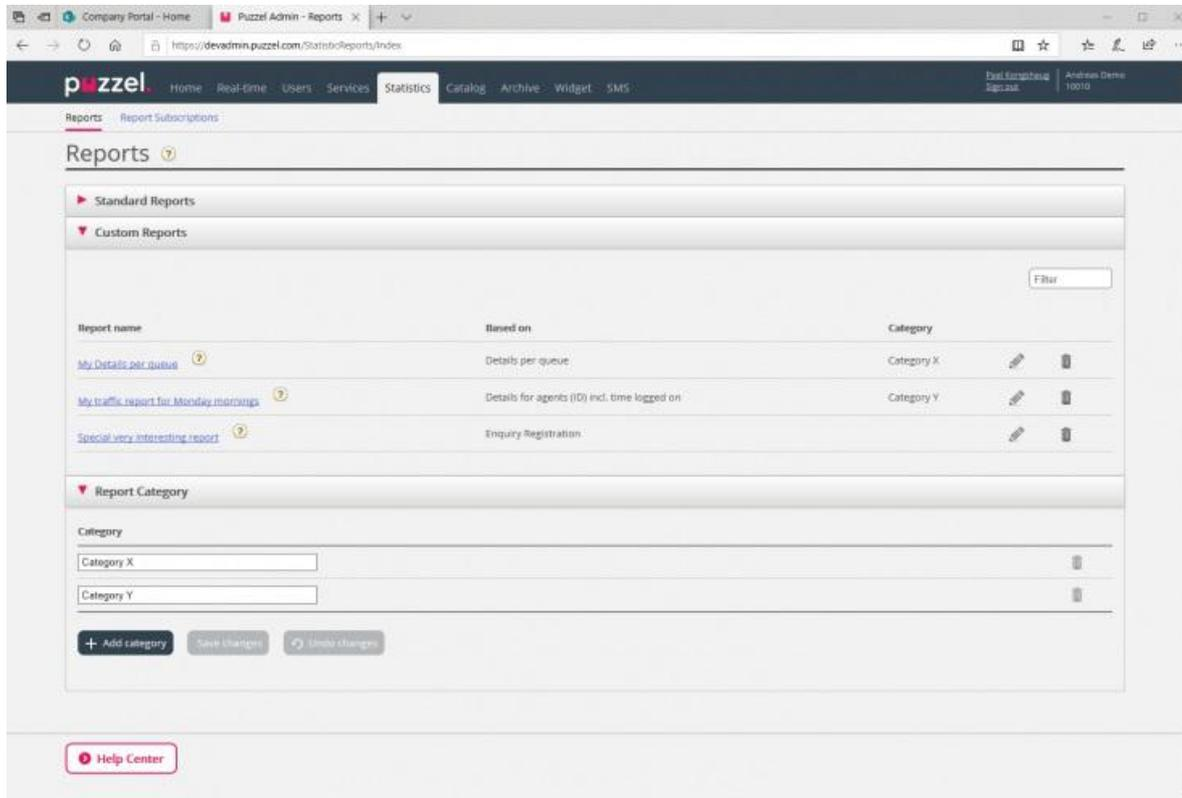 Company Portal - Home
Puzzel Admin - Reports
https://devadmin.puzzel.com/StatisticReports/Index
puzzel.
Home Real-time Users Services Statistics Catalog Archive Widget SMS
Sign out
Andreas Demo
10010
Reports Report Subscriptions
Reports ?
Standard Reports
Custom Reports
Filter
Report name Based on Category
My Details per queue ? Details per queue Category X
My traffic report for Monday mornings ? Details for agents (ID) incl. time logged on Category Y
Special very interesting report ? Enquiry Registration
Report Category
Category
Category X
Category Y
+ Add category Save changes Undo changes
Help Center